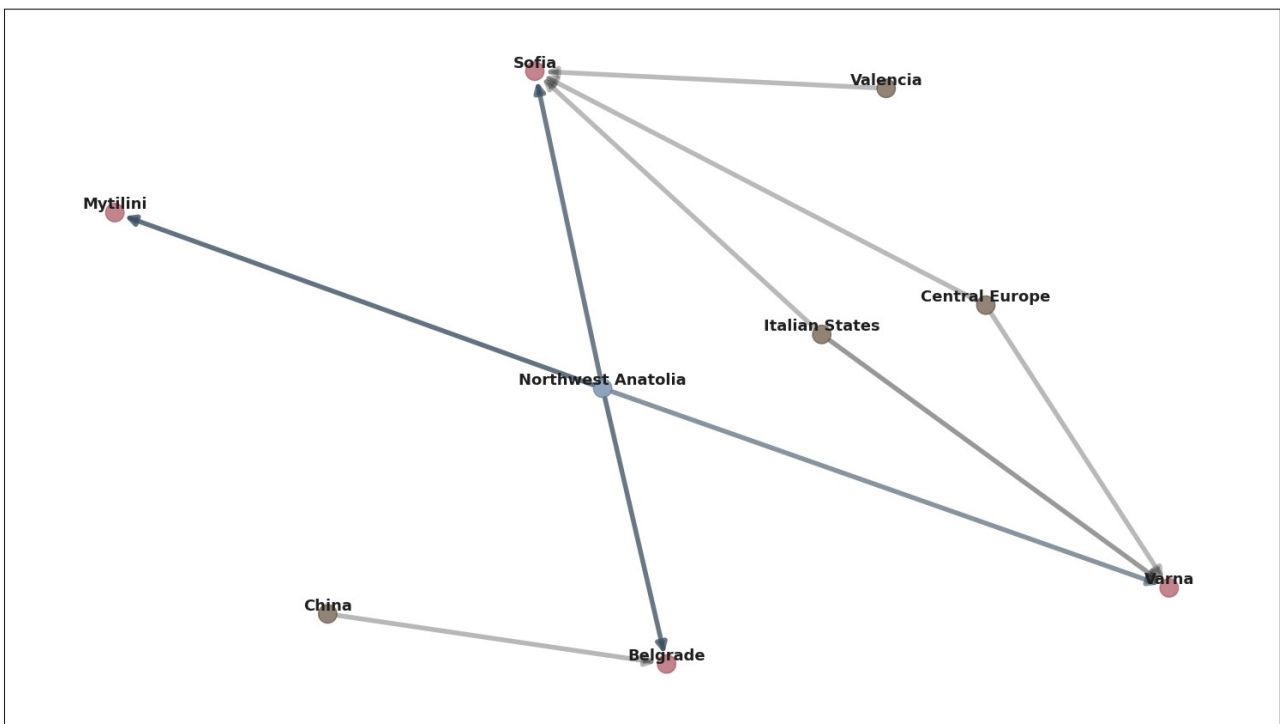 Sofia
Valencia
Mytilini
Central Europe
Italian States
Northwest Anatolia
Varna
China
Belgrade